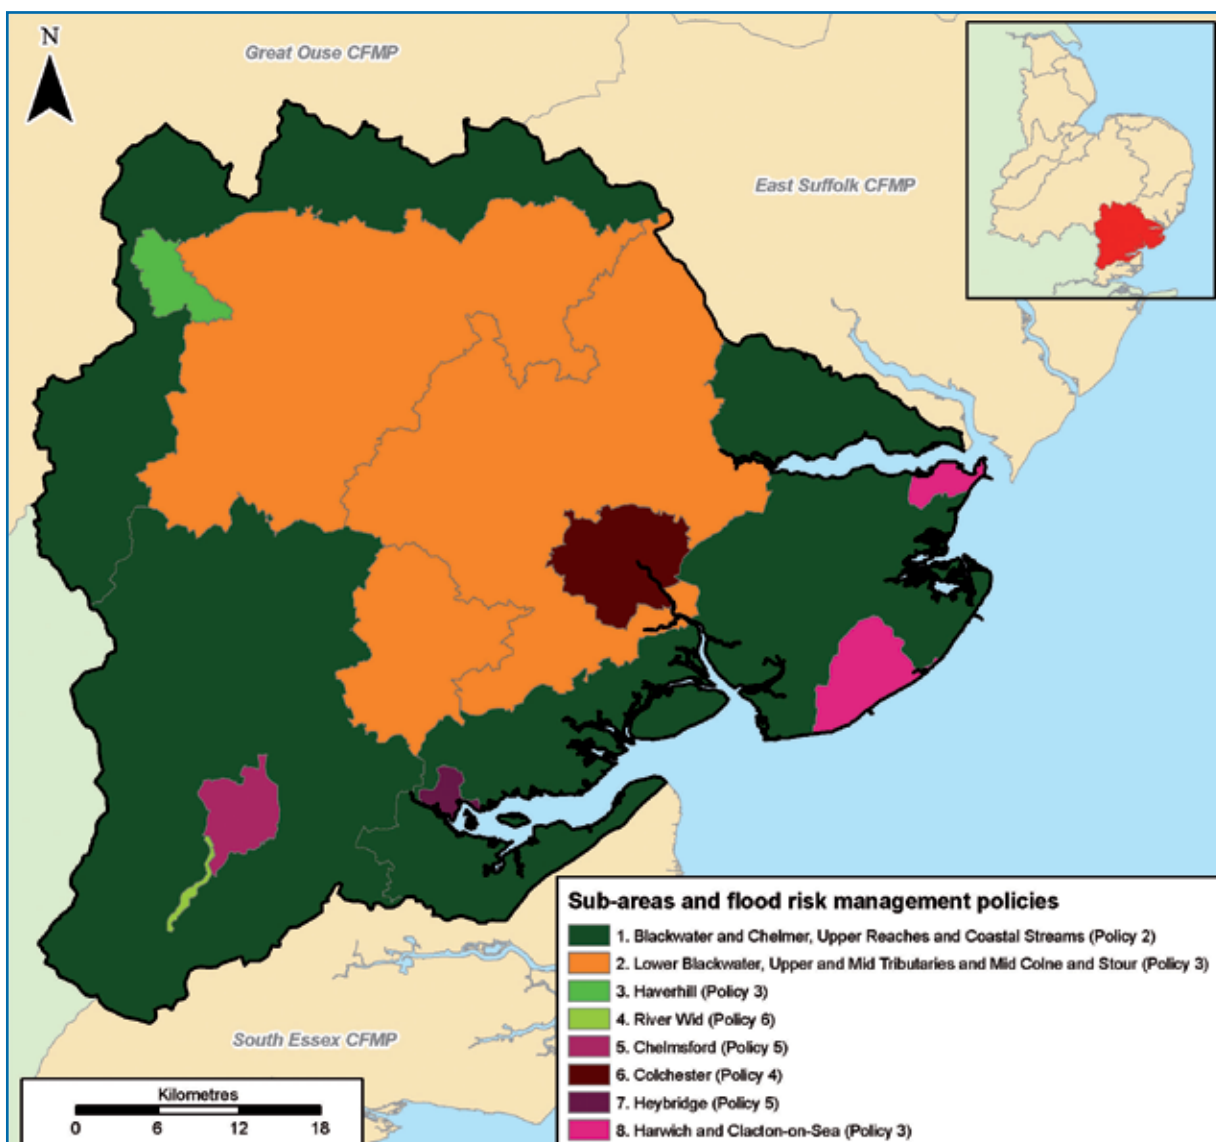 N
Great Ouse CFMP
East Suffolk CFMP
South Essex CFMP
Sub-areas and flood risk management policies
1. Blackwater and Chelmer, Upper Reaches and Coastal Streams (Policy 2)
2. Lower Blackwater, Upper and Mid Tributaries and Mid Colne and Stour (Policy 3)
3. Haverhill (Policy 3)
4. River Wid (Policy 6)
5. Chelmsford (Policy 5)
6. Colchester (Policy 4)
7. Heybridge (Policy 5)
8. Harwich and Clacton-on-Sea (Policy 3)
Kilometres
0 6 12 18